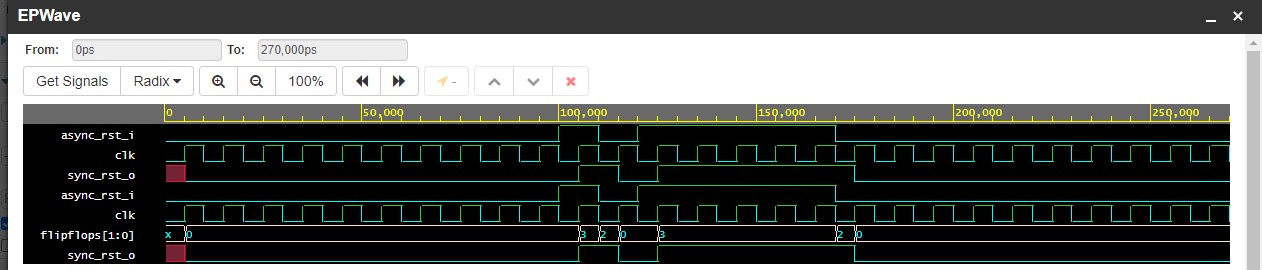 EPWave
From: 0ps To: 270,000ps
Get Signals Radix 100% -
0 50,000 100,000 150,000 200,000 250,000
async_rst_i
clk
sync_rst_o
async_rst_i
clk
flipflops[1:0] x 0 3 2 0 3 2 0
sync_rst_o